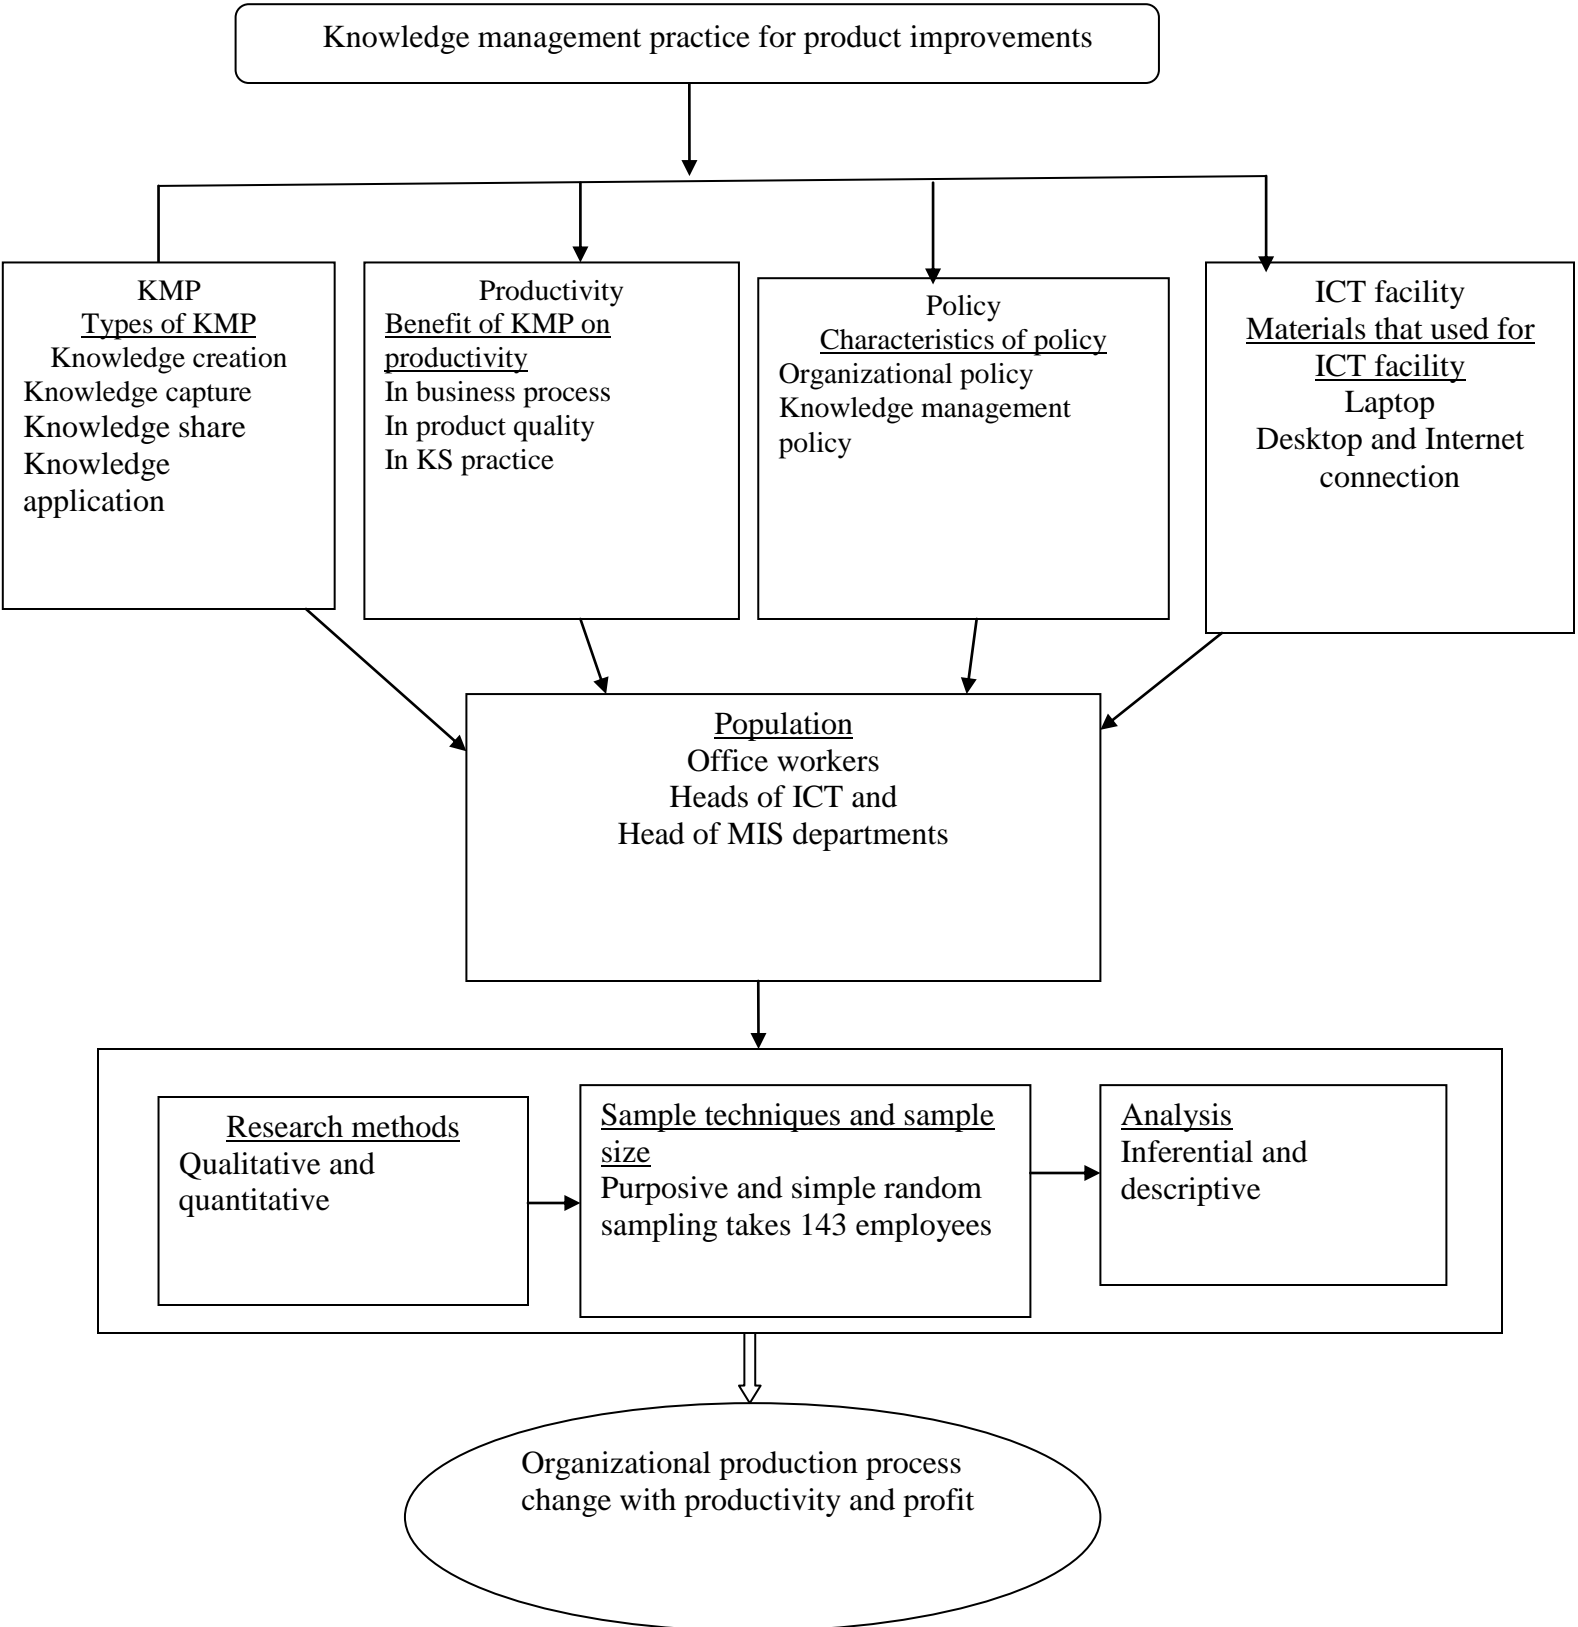 Knowledge management practice for product improvements
KMP
Types of KMP
Knowledge creation
Knowledge capture
Knowledge share
Knowledge
application
Productivity
Benefit of KMP on
productivity
In business process
In product quality
In KS practice
Policy
Characteristics of policy
Organizational policy
Knowledge management
policy
ICT facility
Materials that used for
ICT facility
Laptop
Desktop and Internet
connection
Population
Office workers
Heads of ICT and
Head of MIS departments
Research methods
Qualitative and
quantitative
Sample techniques and sample
size
Purposive and simple random
sampling takes 143 employees
Analysis
Inferential and
descriptive
Organizational production process
change with productivity and profit